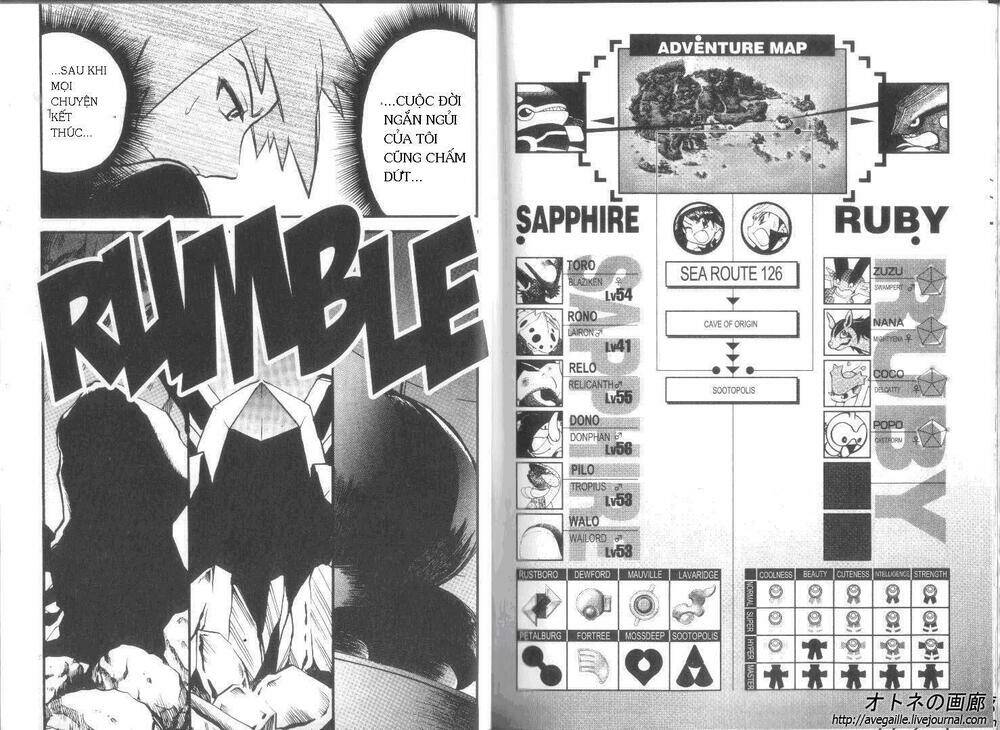 ...SAU KHI
MỌI
CHUYỆN
KẾT
THÚC...
....CUỘC ĐỜI
NGẮN NGỦI
CỦA TÔI
CŨNG CHẤM
DỨT...
RUMBLE
ADVENTURE MAP
SAPPHIRE
RUBY
TORO
BLAZIKEN ♀
Lv54
RONO
LAIRON♂
Lv41
RELO
RELICANTH♂
Lv55
DONO
DONPHAN ♂
Lv56
PILO
TROPIUS ♂
Lv53
WALO
WAILORD ♂
Lv53
SAPPHIRE
SEA ROUTE 126
CAVE OF ORIGIN
SOOTOPOLIS
ZUZU
SWAMPERT ♂
NANA
MIGHTYENA ♀
COCO
DELCATTY ♀
POPO
CASTFORM
RUBY
RUSTBORO DEWFORD MAUVILLE LAVARIDGE
PETALBURG FORTREE MOSSDEEP SOOTOPOLIS
COOLNESS BEAUTY CUTENESS INTELLIGENCE STRENGTH
NORMAL
SUPER
HYPER
MASTER
オトネの画廊
http://avegaille.livejournal.com/